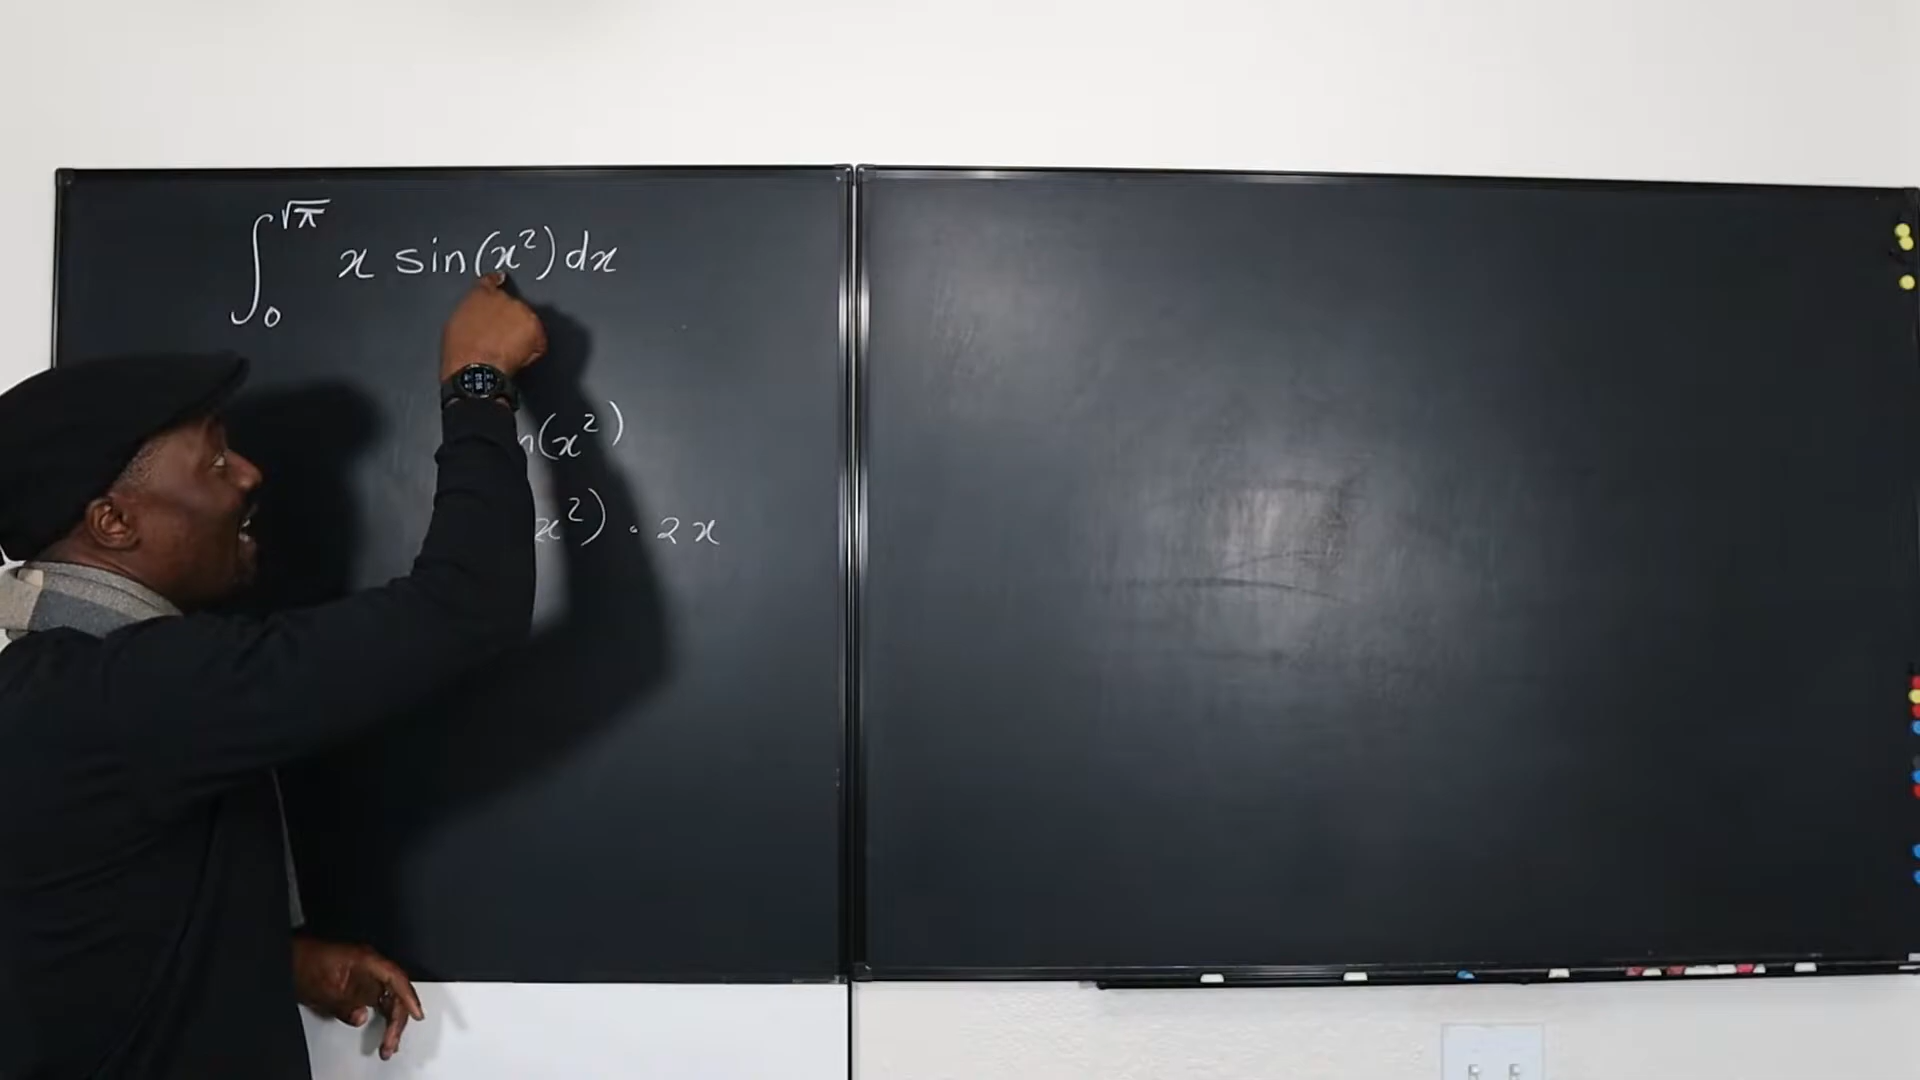 ∫₀^√π x sin(x²) dx
n(x²)
x²) · 2x